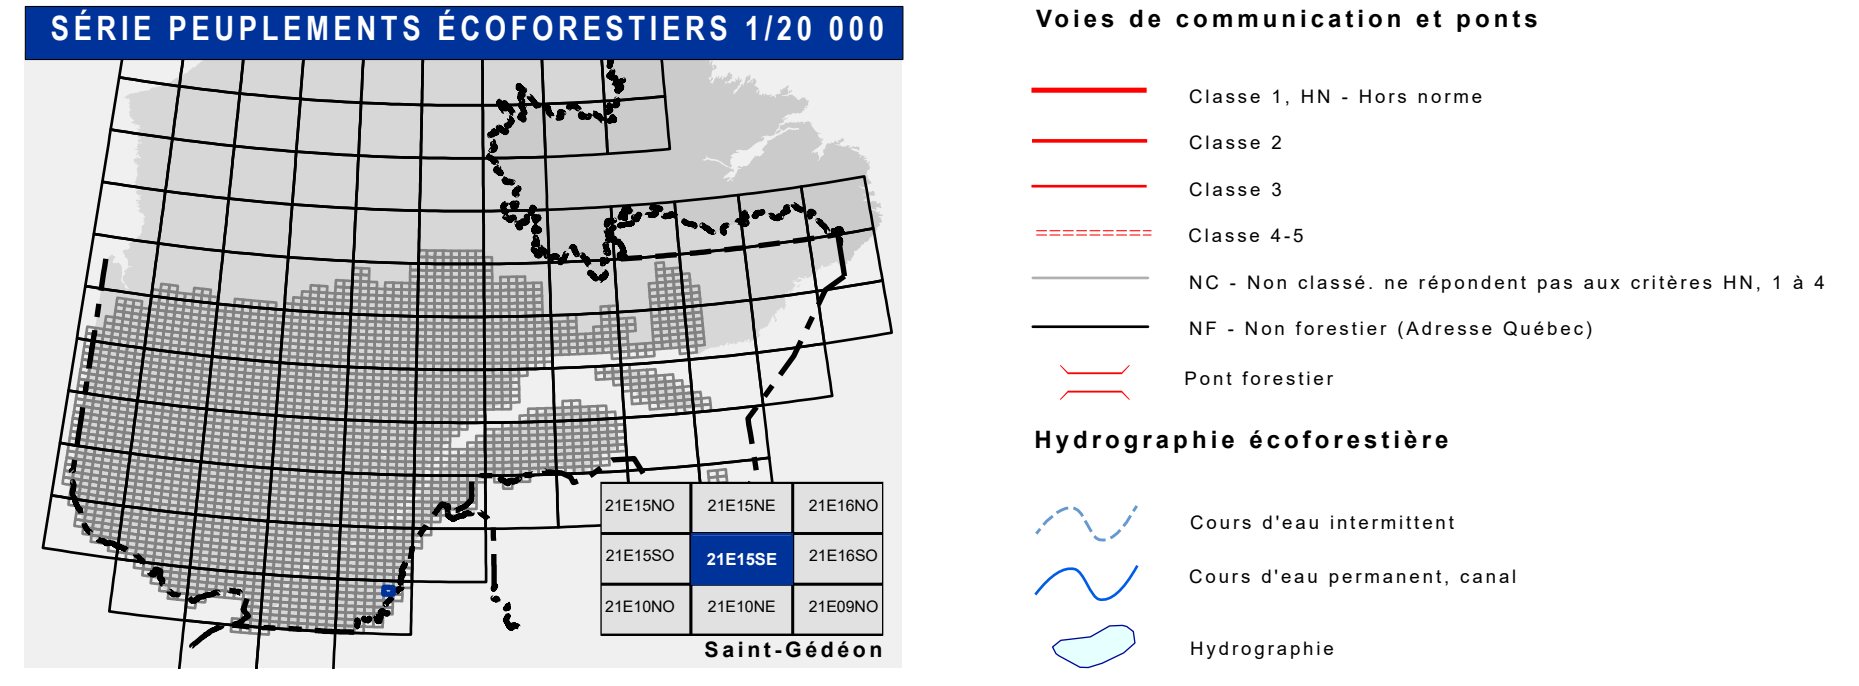 SÉRIE PEUPLEMENTS ÉCOFORESTIERS 1/20 000
21E15NO 21E15NE 21E16NO
21E15SO 21E15SE 21E16SO
21E10NO 21E10NE 21E09NO
Saint-Gédéon
Voies de communication et ponts
Classe 1, HN - Hors norme
Classe 2
Classe 3
Classe 4-5
NC - Non classé. ne répondent pas aux critères HN, 1 à 4
NF - Non forestier (Adresse Québec)
Pont forestier
Hydrographie écoforestière
Cours d'eau intermittent
Cours d'eau permanent, canal
Hydrographie